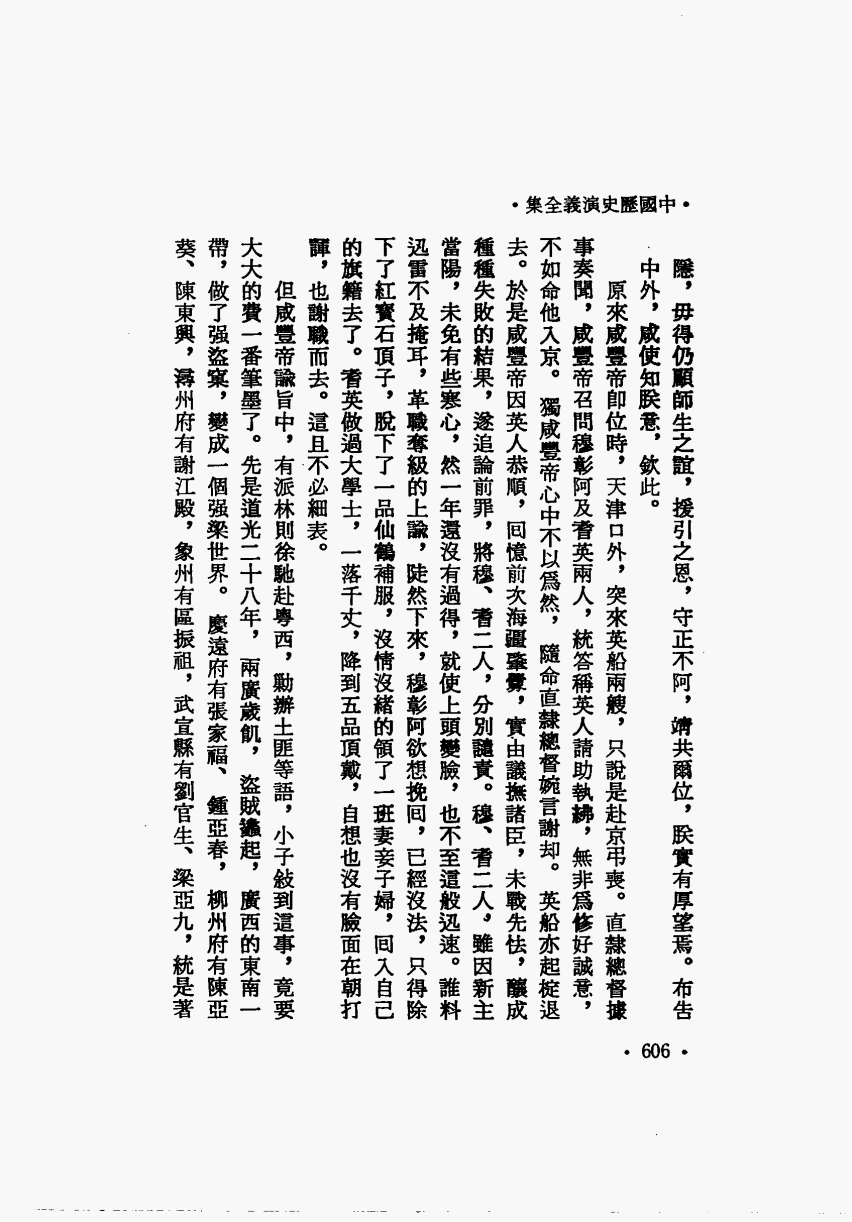 •中國歷史演義全集•
隱，毋得仍顧師生之誼，援引之恩，守正不阿，靖共爾位，朕實有厚望焉。布告
中外，咸使知朕意，欽此。
原來咸豐帝卽位時，天津口外，突來英船兩艘，只說是赴京弔喪。直隸總督據
事奏聞，咸豐帝召問穆彰阿及耆英兩人，統答稱英人請助執紼，無非爲修好誠意，
不如命他入京。獨咸豐帝心中不以爲然，隨命直隸總督婉言謝却。英船亦起椗退
去。於是咸豐帝因英人恭順，囘憶前次海疆肇釁，實由議撫諸臣，未戰先怯，釀成
種種失敗的結果，遂追論前罪，將穆、耆二人，分別譴責。穆、耆二人，雖因新主
當陽，未免有些寒心，然一年還沒有過得，就使上頭變臉，也不至這般迅速。誰料
迅雷不及掩耳，革職奪級的上諭，陡然下來，穆彰阿欲想挽囘，已經沒法，只得除
下了紅寶石頂子，脫下了一品仙鶴補服，沒情沒緒的領了一班妻妾子婦，囘入自己
的旗籍去了。耆英做過大學士，一落千丈，降到五品頂戴，自想也沒有臉面在朝打
諢，也謝職而去。這且不必細表。
但咸豐帝諭旨中，有派林則徐馳赴粵西，勦辦土匪等語，小子敍到這事，竟要
大大的費一番筆墨了。先是道光二十八年，兩廣歲飢，盜賊蠭起，廣西的東南一
帶，做了强盜窠，變成一個强梁世界。慶遠府有張家福、鍾亞春，柳州府有陳亞
葵、陳東興，潯州府有謝江殿，象州有區振祖，武宣縣有劉官生、梁亞九，統是著
•606•